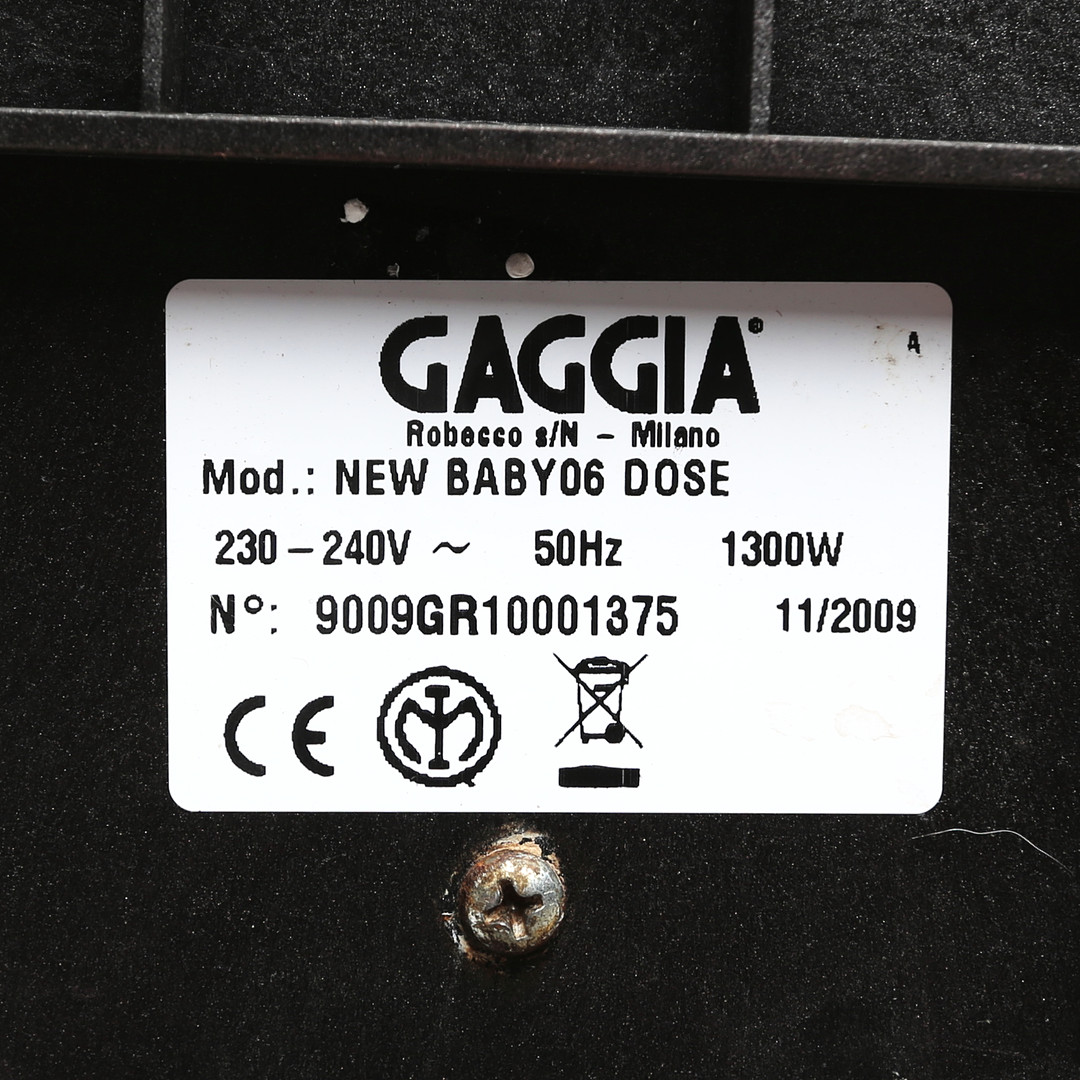 GAGGIA®
A
Robecco s/N - Milano
Mod.: NEW BABY06 DOSE
230-240V ~ 50Hz 1300W
N°: 9009GR10001375 11/2009
CE